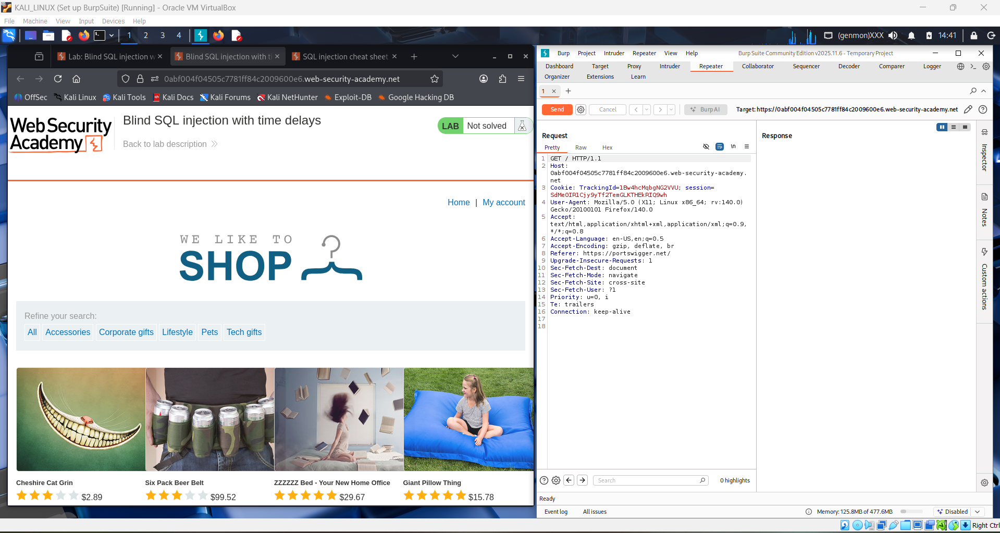 KALI_LINUX (Set up BurpSuite) [Running] - Oracle VM VirtualBox
File Machine View Input Devices Help
1 2 3 4
(genmon)XXX 14:41
Lab: Blind SQL injection w
Blind SQL injection with ti
SQL injection cheat sheet
0abf004f04505c7781ff84c2009600e6.web-security-academy.net
OffSec Kali Linux Kali Tools Kali Docs Kali Forums Kali NetHunter Exploit-DB Google Hacking DB
WebSecurity
Academy
Blind SQL injection with time delays
Back to lab description
LAB Not solved
Home | My account
WE LIKE TO
SHOP
Refine your search:
All Accessories Corporate gifts Lifestyle Pets Tech gifts
Cheshire Cat Grin
$2.89
Six Pack Beer Belt
$99.52
ZZZZZZ Bed - Your New Home Office
$29.67
Giant Pillow Thing
$15.78
Burp Project Intruder Repeater View Help
Burp Suite Community Edition v2025.11.6 - Temporary Project
Dashboard Target Proxy Intruder Repeater Collaborator Sequencer Decoder Comparer Logger
Organizer Extensions Learn
1
Send Cancel Burp AI Target: https://0abf004f04505c7781ff84c2009600e6.web-security-academy.net
Request
Pretty Raw Hex
\n
1 GET / HTTP/1.1
2 Host:
0abf004f04505c7781ff84c2009600e6.web-security-academy.
net
3 Cookie: TrackingId=1Bw4hcMqbgNG2VVU; session=
SdMe0IR1Cjy9yTf2TemGLKTHEkRIQ9wh
4 User-Agent: Mozilla/5.0 (X11; Linux x86_64; rv:140.0)
Gecko/20100101 Firefox/140.0
5 Accept:
text/html,application/xhtml+xml,application/xml;q=0.9,
*/*;q=0.8
6 Accept-Language: en-US,en;q=0.5
7 Accept-Encoding: gzip, deflate, br
8 Referer: https://portswigger.net/
9 Upgrade-Insecure-Requests: 1
10 Sec-Fetch-Dest: document
11 Sec-Fetch-Mode: navigate
12 Sec-Fetch-Site: cross-site
13 Sec-Fetch-User: ?1
14 Priority: u=0, i
15 Te: trailers
16 Connection: keep-alive
17
18
Response
Inspector
Notes
Custom actions
Search
0 highlights
Ready
Event log All issues
Memory: 125.8MB of 477.6MB
Disabled
Right Ctrl